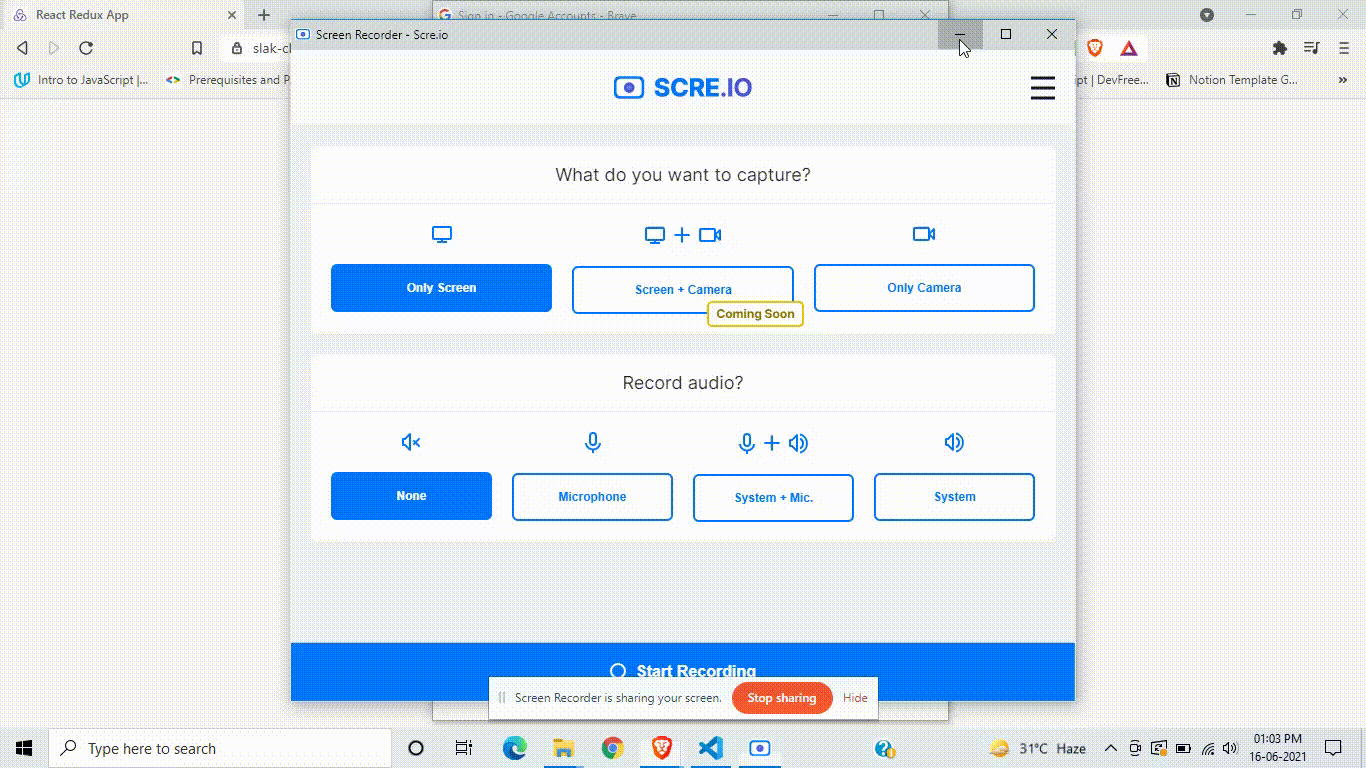 React Redux App
Sign in - Google Accounts - Brave
Screen Recorder - Scre.io
slak-cl
Intro to JavaScript |...
Prerequisites and P
pt | DevFree...
Notion Template G...
SCRE.IO
What do you want to capture?
Only Screen
Screen + Camera
Only Camera
Coming Soon
Record audio?
None
Microphone
System + Mic.
System
Start Recording
Screen Recorder is sharing your screen.
Stop sharing
Hide
Type here to search
31°C Haze
01:03 PM
16-06-2021